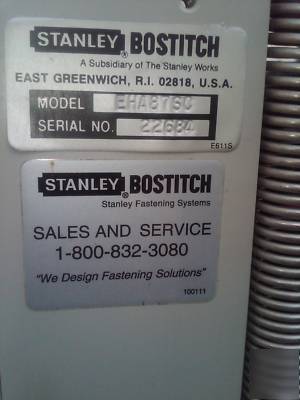 STANLEY® BOSTITCH
A Subsidiary of The Stanley Works
EAST GREENWICH, R.I. 02818, U.S.A.
MODEL EHA87SC
SERIAL NO. 22684
E611S
STANLEY® BOSTITCH
Stanley Fastening Systems
SALES AND SERVICE
1-800-832-3080
"We Design Fastening Solutions"
100111